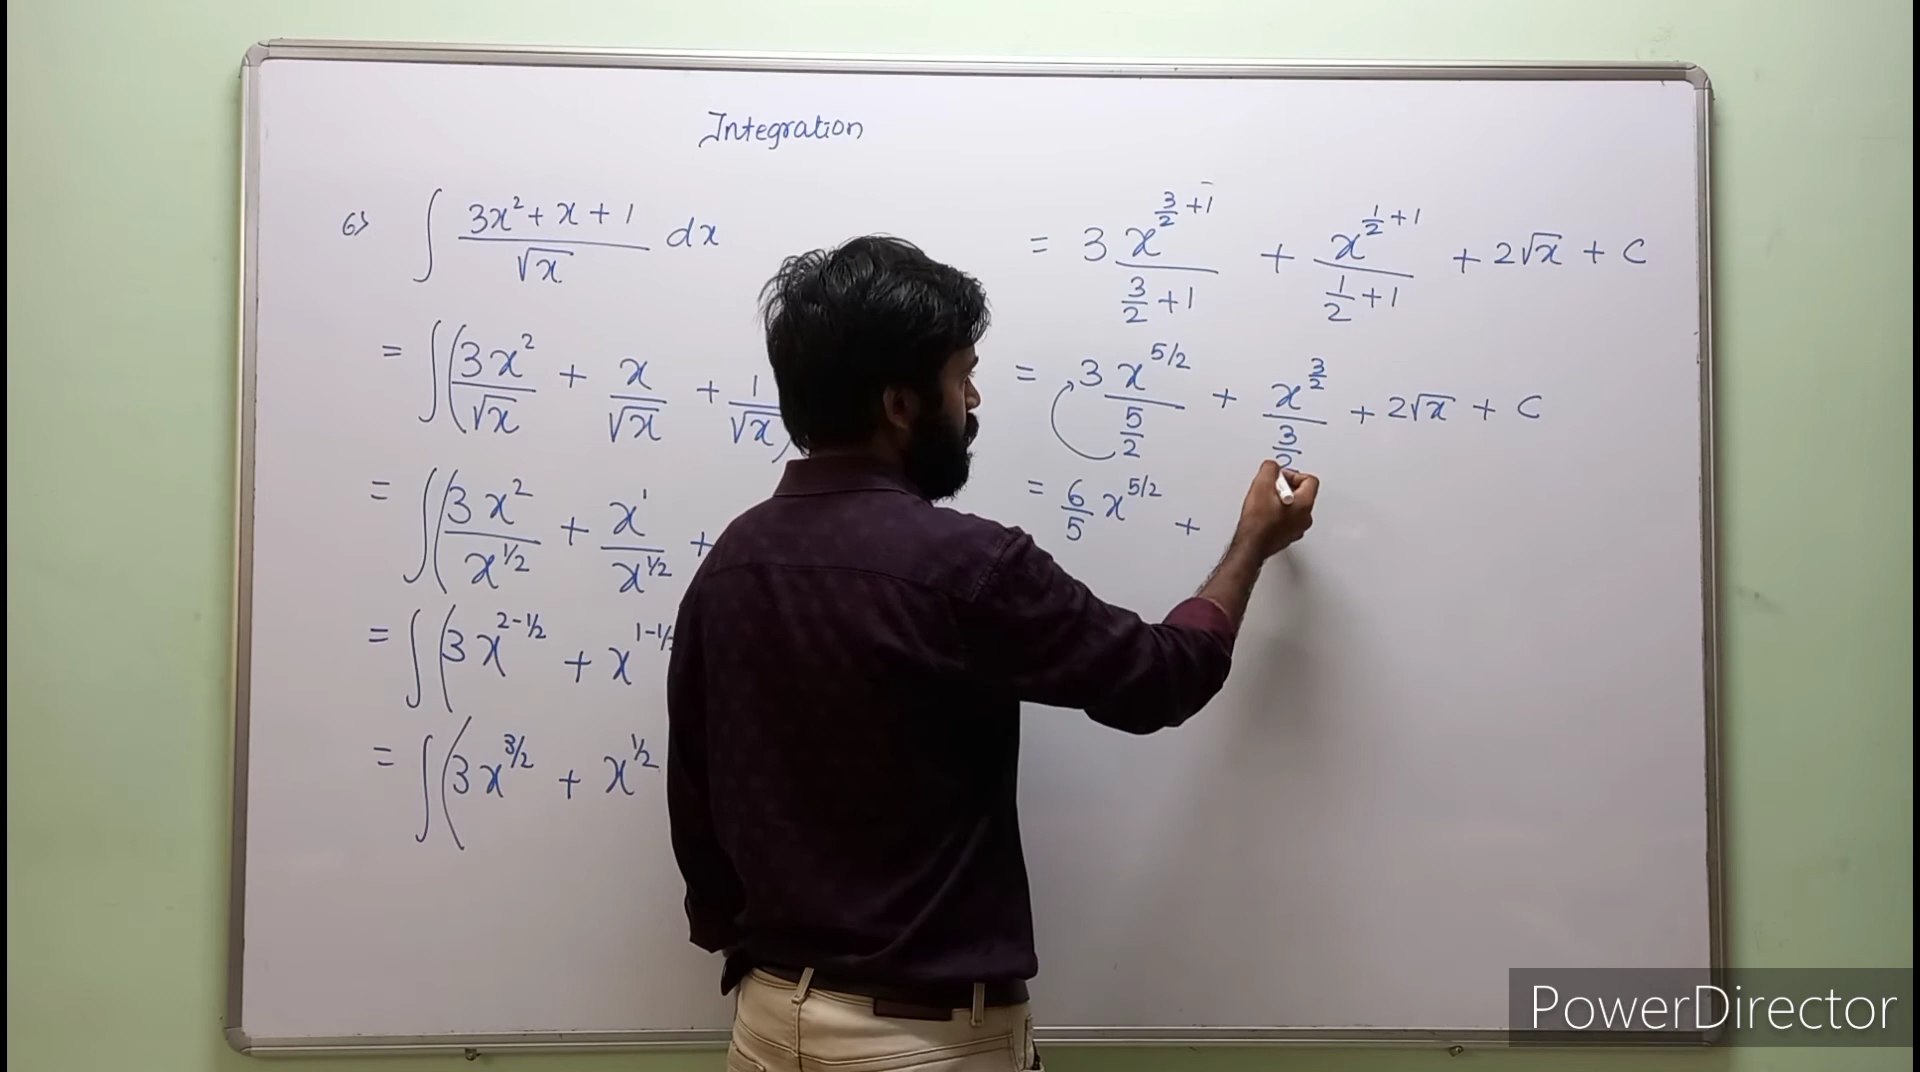 Integration
6) ∫ (3x² + x + 1)/√x dx
= ∫(3x²/√x + x/√x + 1/√x)
= ∫(3x²/x^1/2 + x¹/x^1/2 +
= ∫(3x^2-1/2 + x^1-1/2
= ∫(3x^3/2 + x^1/2
= 3 x^(3/2 + 1)/(3/2 + 1) + x^(1/2 + 1)/(1/2 + 1) + 2√x + C
= 3 x^5/2/(5/2) + x^(3/2)/(3/2) + 2√x + C
= 6/5 x^5/2 +
PowerDirector